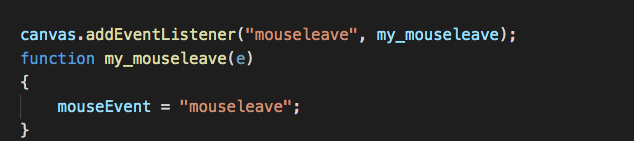 canvas.addEventListener("mouseleave", my_mouseleave);
function my_mouseleave(e)
{
    mouseEvent = "mouseleave";
}